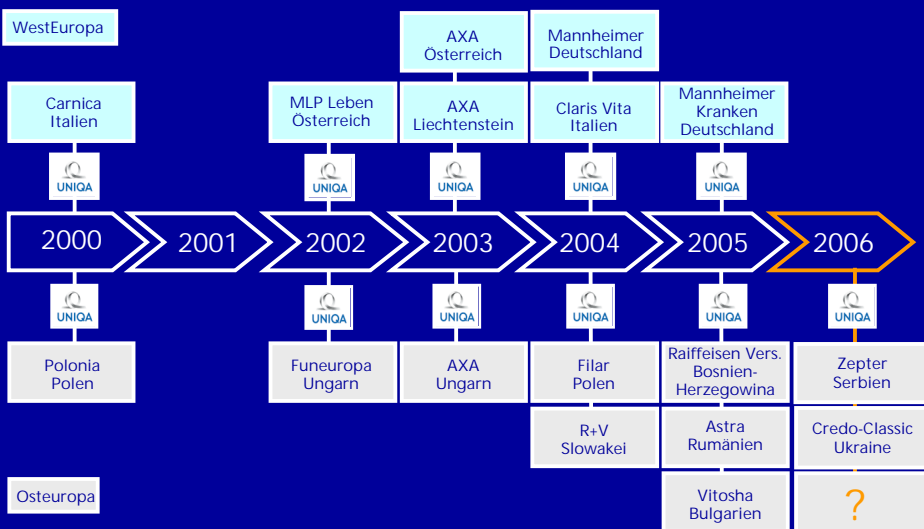 WestEuropa
AXA
Österreich
Mannheimer
Deutschland
Carnica
Italien
MLP Leben
Österreich
AXA
Liechtenstein
Claris Vita
Italien
Mannheimer
Kranken
Deutschland
UNIQA
UNIQA
UNIQA
UNIQA
UNIQA
2000
2001
2002
2003
2004
2005
2006
UNIQA
UNIQA
UNIQA
UNIQA
UNIQA
UNIQA
Polonia
Polen
Funeuropa
Ungarn
AXA
Ungarn
Filar
Polen
Raiffeisen Vers.
Bosnien-
Herzegowina
Zepter
Serbien
R+V
Slowakei
Astra
Rumänien
Credo-Classic
Ukraine
Osteuropa
Vitosha
Bulgarien
?